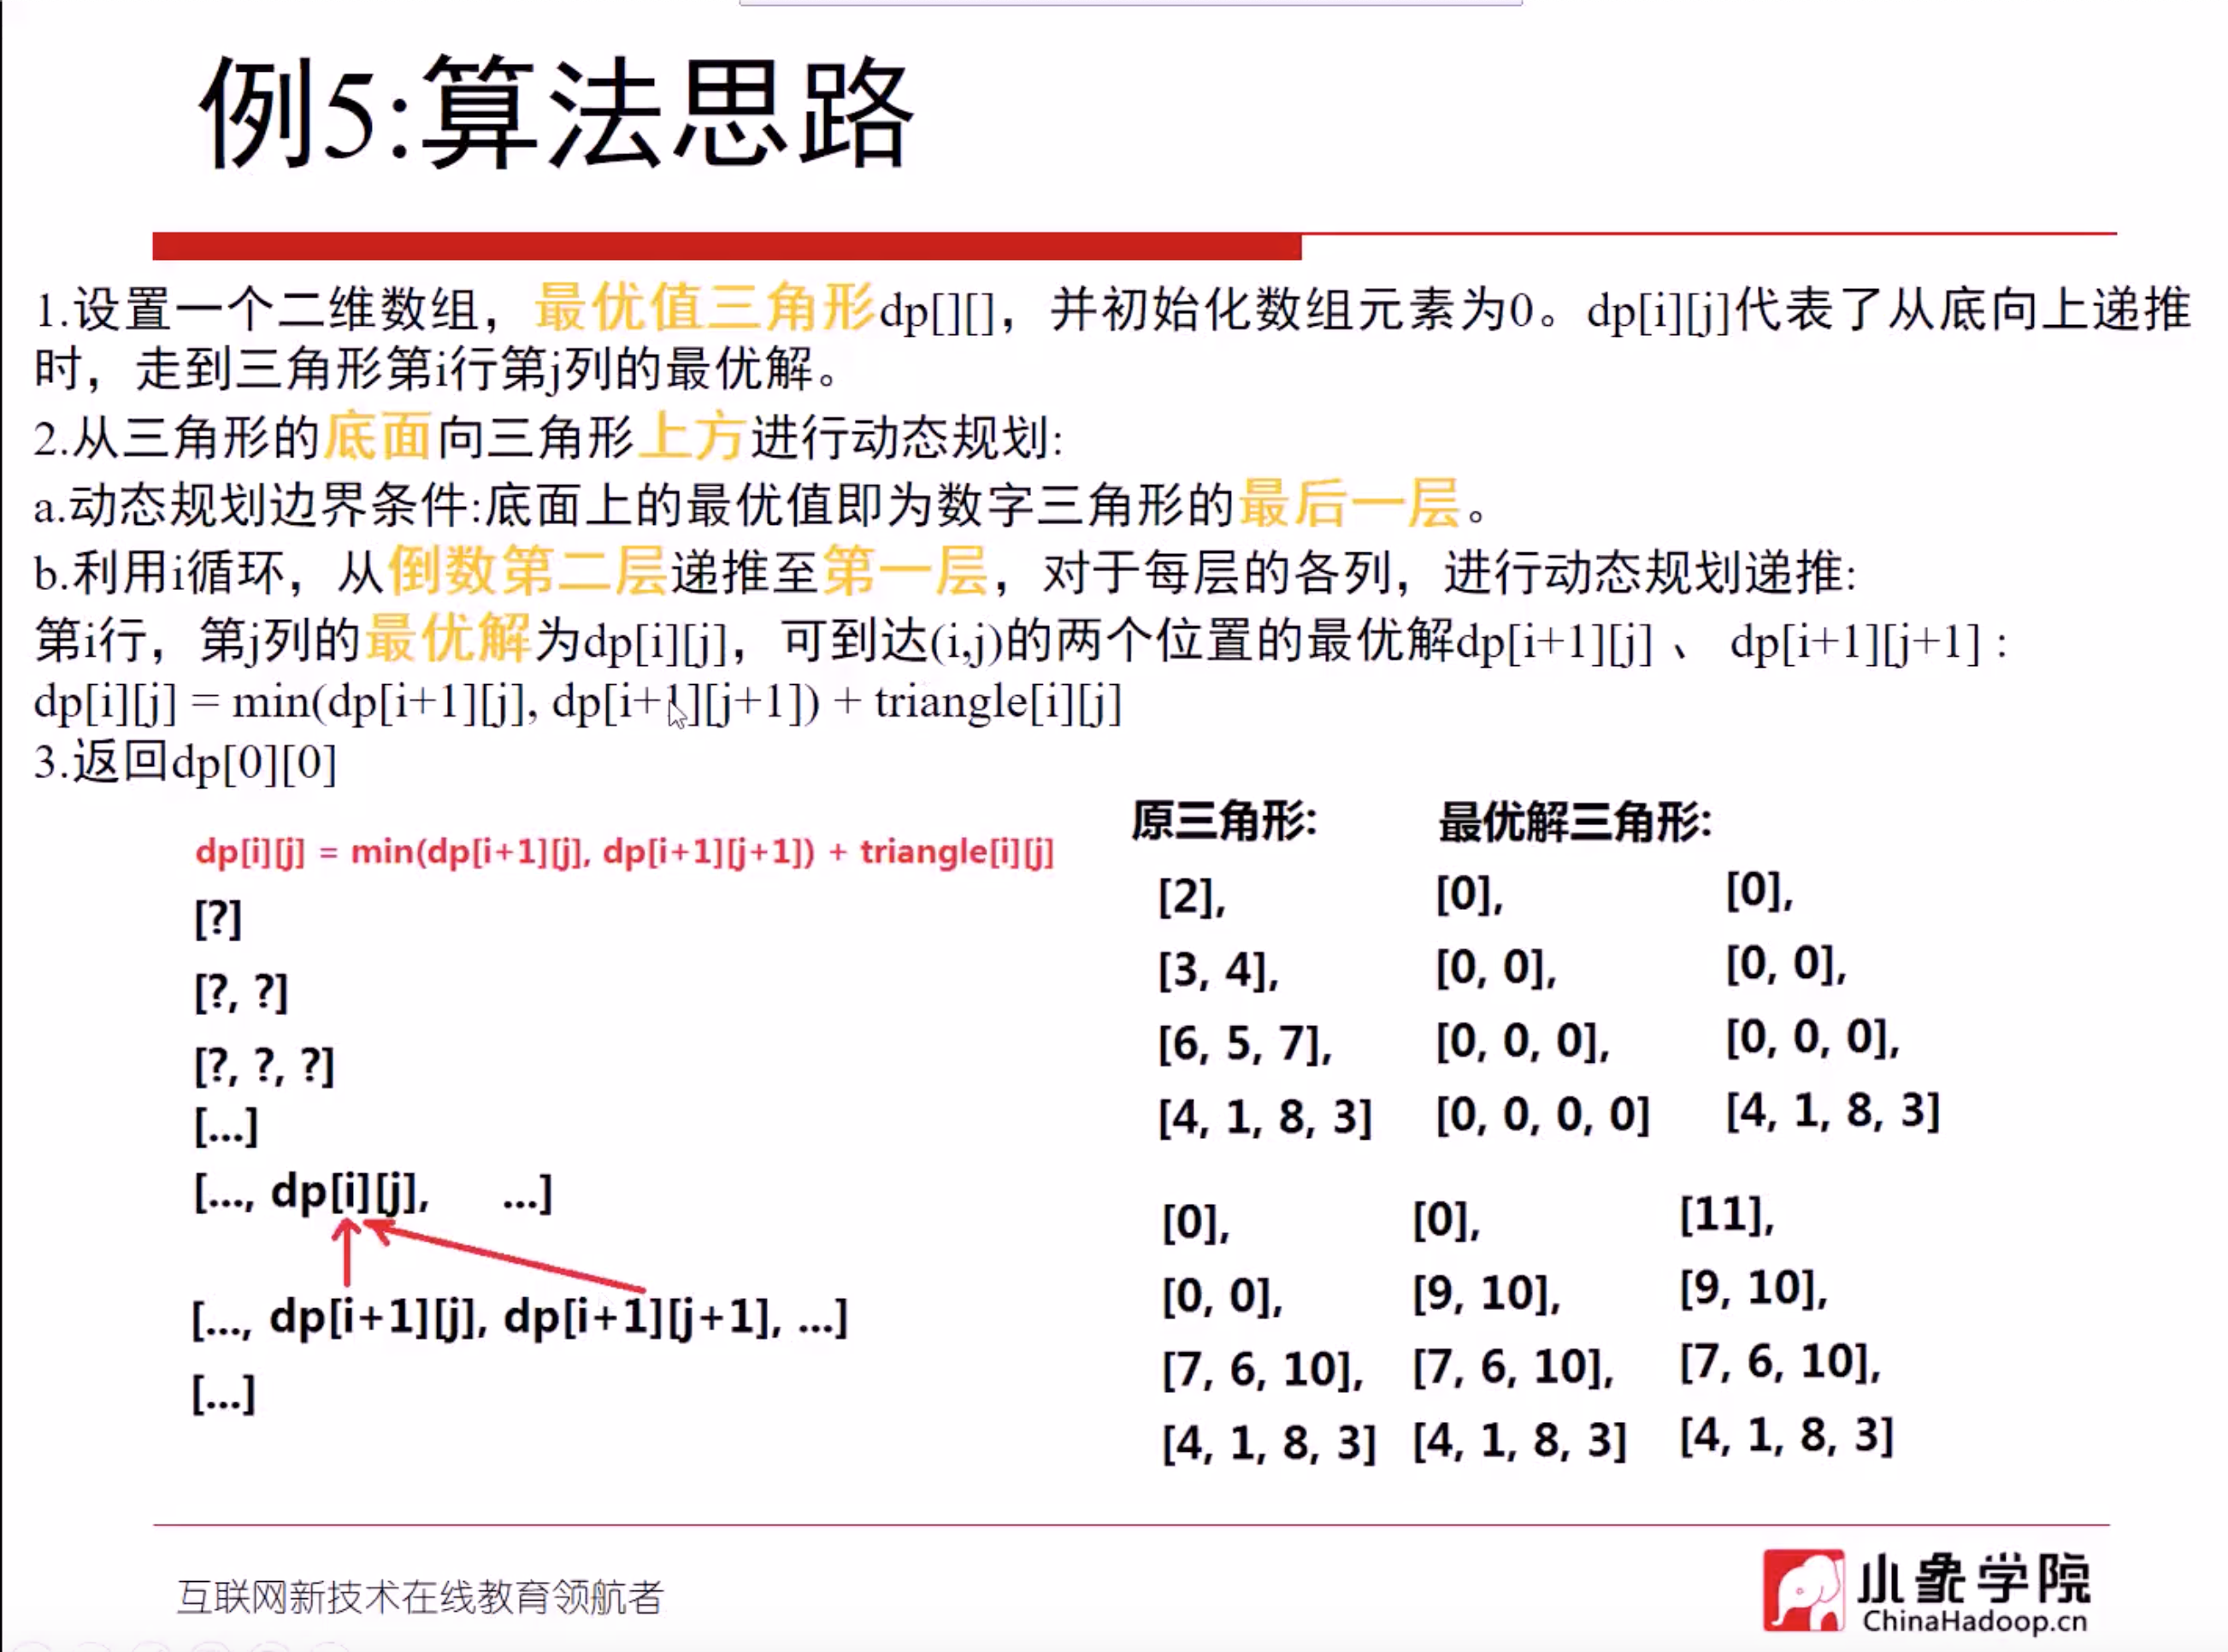 例5:算法思路
1.设置一个二维数组，最优值三角形dp[][]，并初始化数组元素为0。dp[i][j]代表了从底向上递推
时，走到三角形第i行第j列的最优解。
2.从三角形的底面向三角形上方进行动态规划:
a.动态规划边界条件:底面上的最优值即为数字三角形的最后一层。
b.利用i循环，从倒数第二层递推至第一层，对于每层的各列，进行动态规划递推:
第i行，第j列的最优解为dp[i][j]，可到达(i,j)的两个位置的最优解dp[i+1][j] 、 dp[i+1][j+1] :
dp[i][j] = min(dp[i+1][j], dp[i+1][j+1]) + triangle[i][j]
3.返回dp[0][0]
dp[i][j] = min(dp[i+1][j], dp[i+1][j+1]) + triangle[i][j]
[?]
[?, ?]
[?, ?, ?]
[...]
[..., dp[i][j], ...]
[..., dp[i+1][j], dp[i+1][j+1], ...]
[...]
原三角形: 最优解三角形:
[2], [0], [0],
[3, 4], [0, 0], [0, 0],
[6, 5, 7], [0, 0, 0], [0, 0, 0],
[4, 1, 8, 3] [0, 0, 0, 0] [4, 1, 8, 3]
[0], [0], [11],
[0, 0], [9, 10], [9, 10],
[7, 6, 10], [7, 6, 10], [7, 6, 10],
[4, 1, 8, 3] [4, 1, 8, 3] [4, 1, 8, 3]
互联网新技术在线教育领航者
小象学院
ChinaHadoop.cn